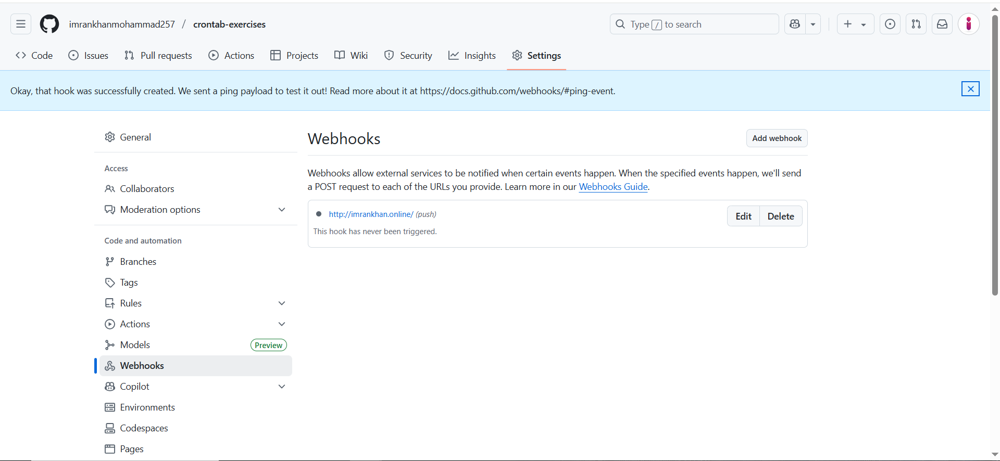 imrankhanmohammad257 / crontab-exercises
Type / to search
Code Issues Pull requests Actions Projects Wiki Security Insights Settings
Okay, that hook was successfully created. We sent a ping payload to test it out! Read more about it at https://docs.github.com/webhooks/#ping-event.
General
Access
Collaborators
Moderation options
Code and automation
Branches
Tags
Rules
Actions
Models Preview
Webhooks
Copilot
Environments
Codespaces
Pages
Webhooks
Add webhook
Webhooks allow external services to be notified when certain events happen. When the specified events happen, we'll send
a POST request to each of the URLs you provide. Learn more in our Webhooks Guide.
http://imrankhan.online/ (push)
Edit Delete
This hook has never been triggered.